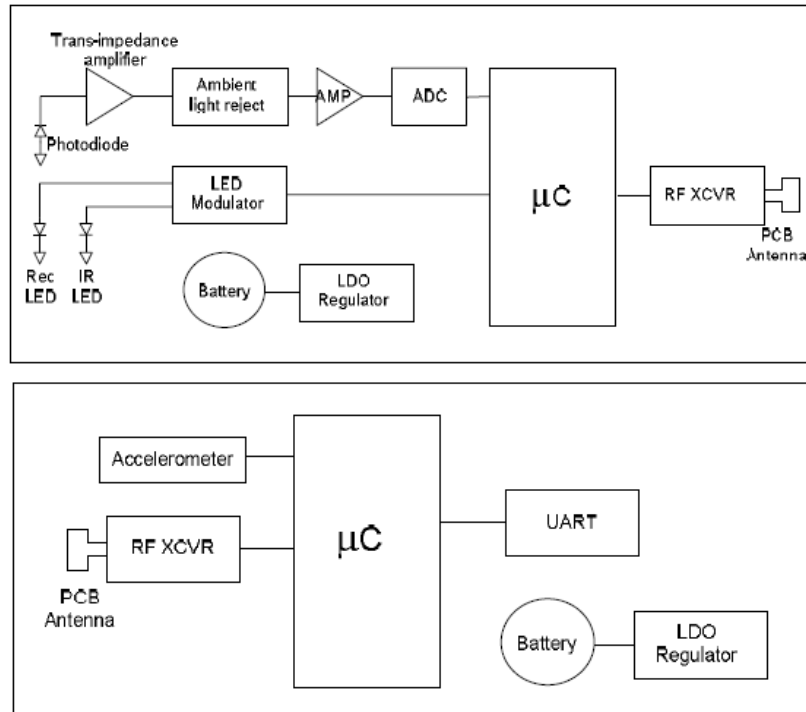 Trans-impedance
amplifier
Ambient
light reject
AMP
ADC
Photodiode
LED
Modulator
μC
RF XCVR
PCB
Antenna
Rec
LED
IR
LED
Battery
LDO
Regulator
Accelerometer
RF XCVR
μC
UART
PCB
Antenna
Battery
LDO
Regulator